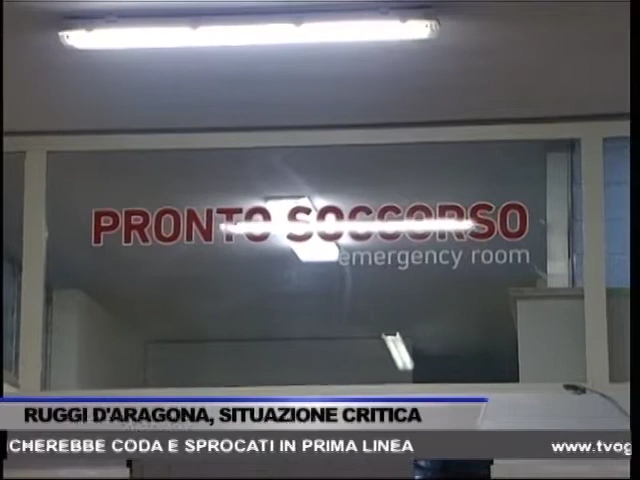 PRONTO SOCCORSO
emergency room
RUGGI D'ARAGONA, SITUAZIONE CRITICA
CHEREBBE CODA E SPROCATI IN PRIMA LINEA
www.tvog